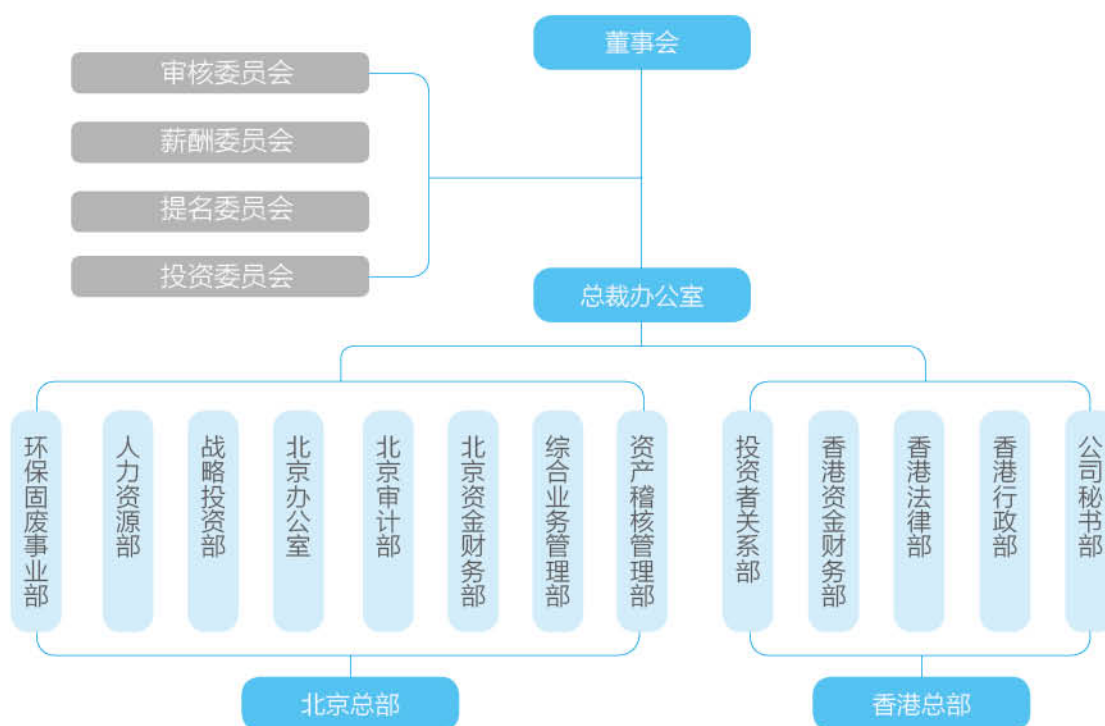 董事会
审核委员会
薪酬委员会
提名委员会
投资委员会
总裁办公室
环保固废事业部
人力资源部
战略投资部
北京办公室
北京审计部
北京资金财务部
综合业务管理部
资产稽核管理部
投资者关系部
香港资金财务部
香港法律部
香港行政部
公司秘书部
北京总部
香港总部